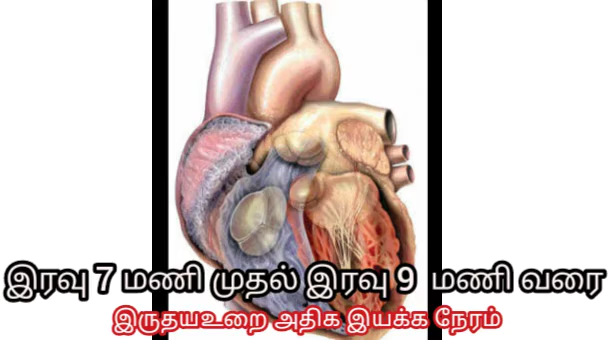 இரவு 7 மணி முதல் இரவு 9 மணி வரை
இருதயஉறை அதிக இயக்க நேரம்